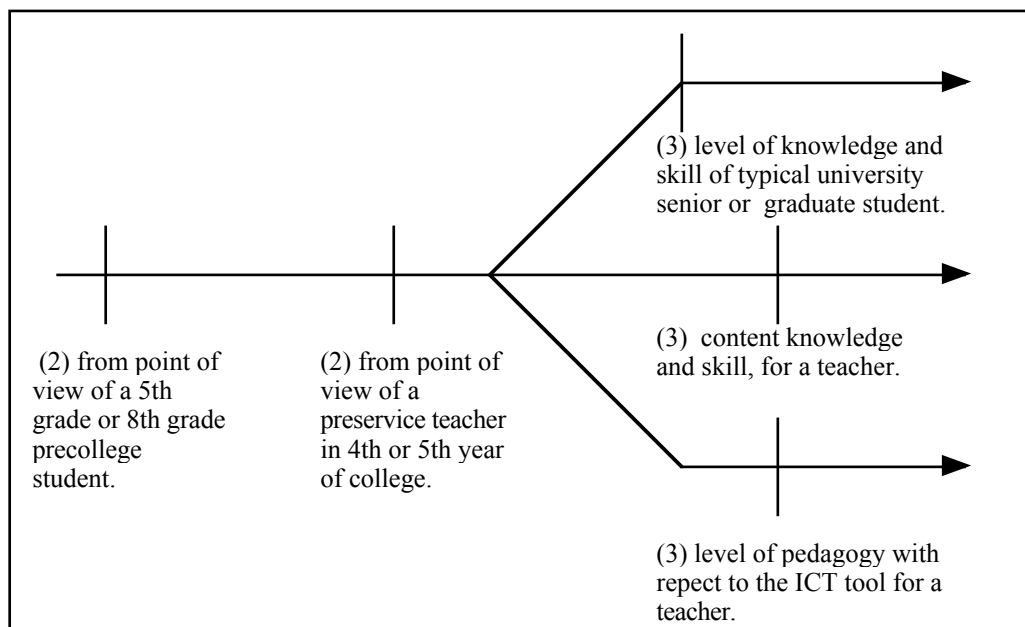 (3) level of knowledge and
skill of typical university
senior or graduate student.
(2) from point of
view of a 5th
grade or 8th grade
precollege
student.
(2) from point of
view of a
preservice teacher
in 4th or 5th year
of college.
(3) content knowledge
and skill, for a teacher.
(3) level of pedagogy with
repect to the ICT tool for a
teacher.